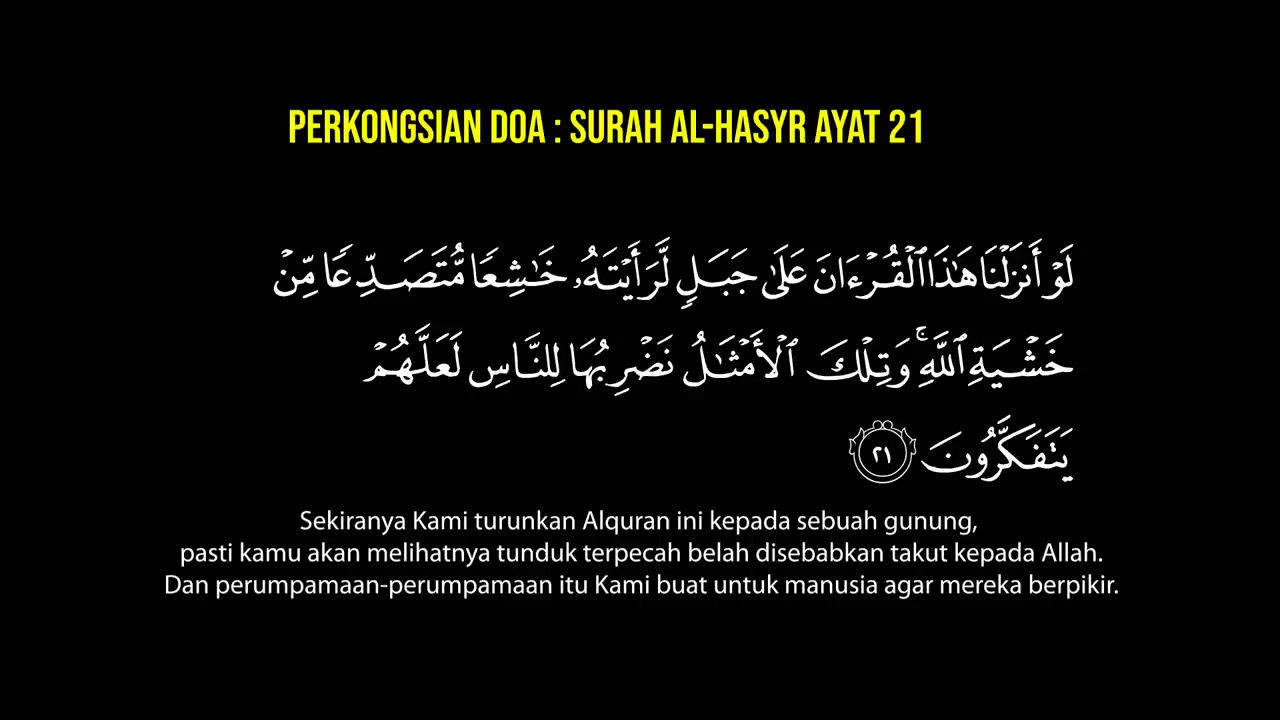 PERKONGSIAN DOA : SURAH AL-HASYR AYAT 21
لَوْ أَنزَلْنَا هَٰذَا ٱلْقُرْءَانَ عَلَىٰ جَبَلٍ لَّرَأَيْتَهُۥ خَٰشِعًا مُّتَصَدِّعًا مِّنْ
خَشْيَةِ ٱللَّهِ ۚ وَتِلْكَ ٱلْأَمْثَٰلُ نَضْرِبُهَا لِلنَّاسِ لَعَلَّهُمْ
يَتَفَكَّرُونَ ٢١
Sekiranya Kami turunkan Alquran ini kepada sebuah gunung,
pasti kamu akan melihatnya tunduk terpecah belah disebabkan takut kepada Allah.
Dan perumpamaan-perumpamaan itu Kami buat untuk manusia agar mereka berpikir.